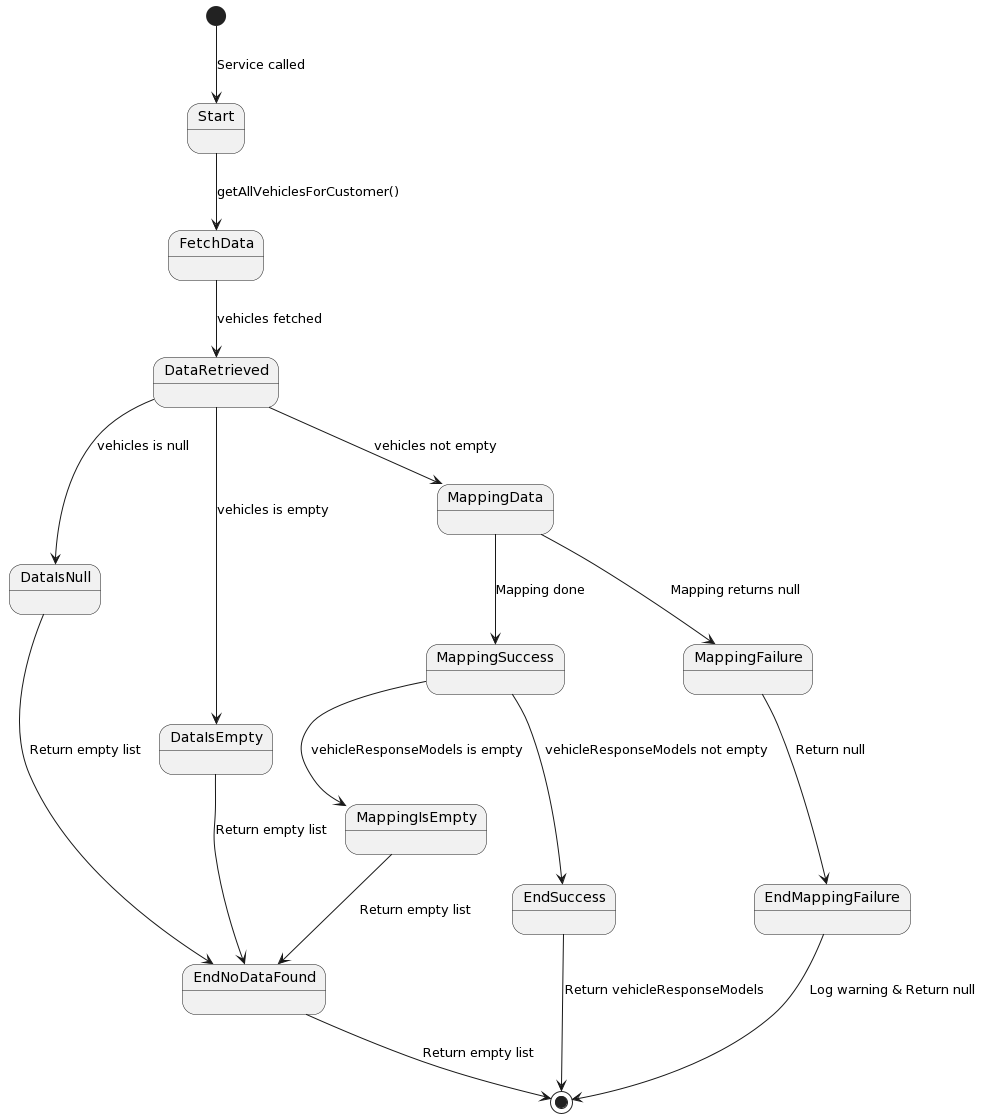 Service called
Start
getAllVehiclesForCustomer()
FetchData
vehicles fetched
DataRetrieved
vehicles is null
vehicles not empty
MappingData
vehicles is empty
DataIsNull
Mapping done
Mapping returns null
MappingSuccess
MappingFailure
DataIsEmpty
Return empty list
vehicleResponseModels is empty
vehicleResponseModels not empty
Return null
MappingIsEmpty
Return empty list
EndSuccess
EndMappingFailure
Return empty list
EndNoDataFound
Return vehicleResponseModels
Log warning & Return null
Return empty list